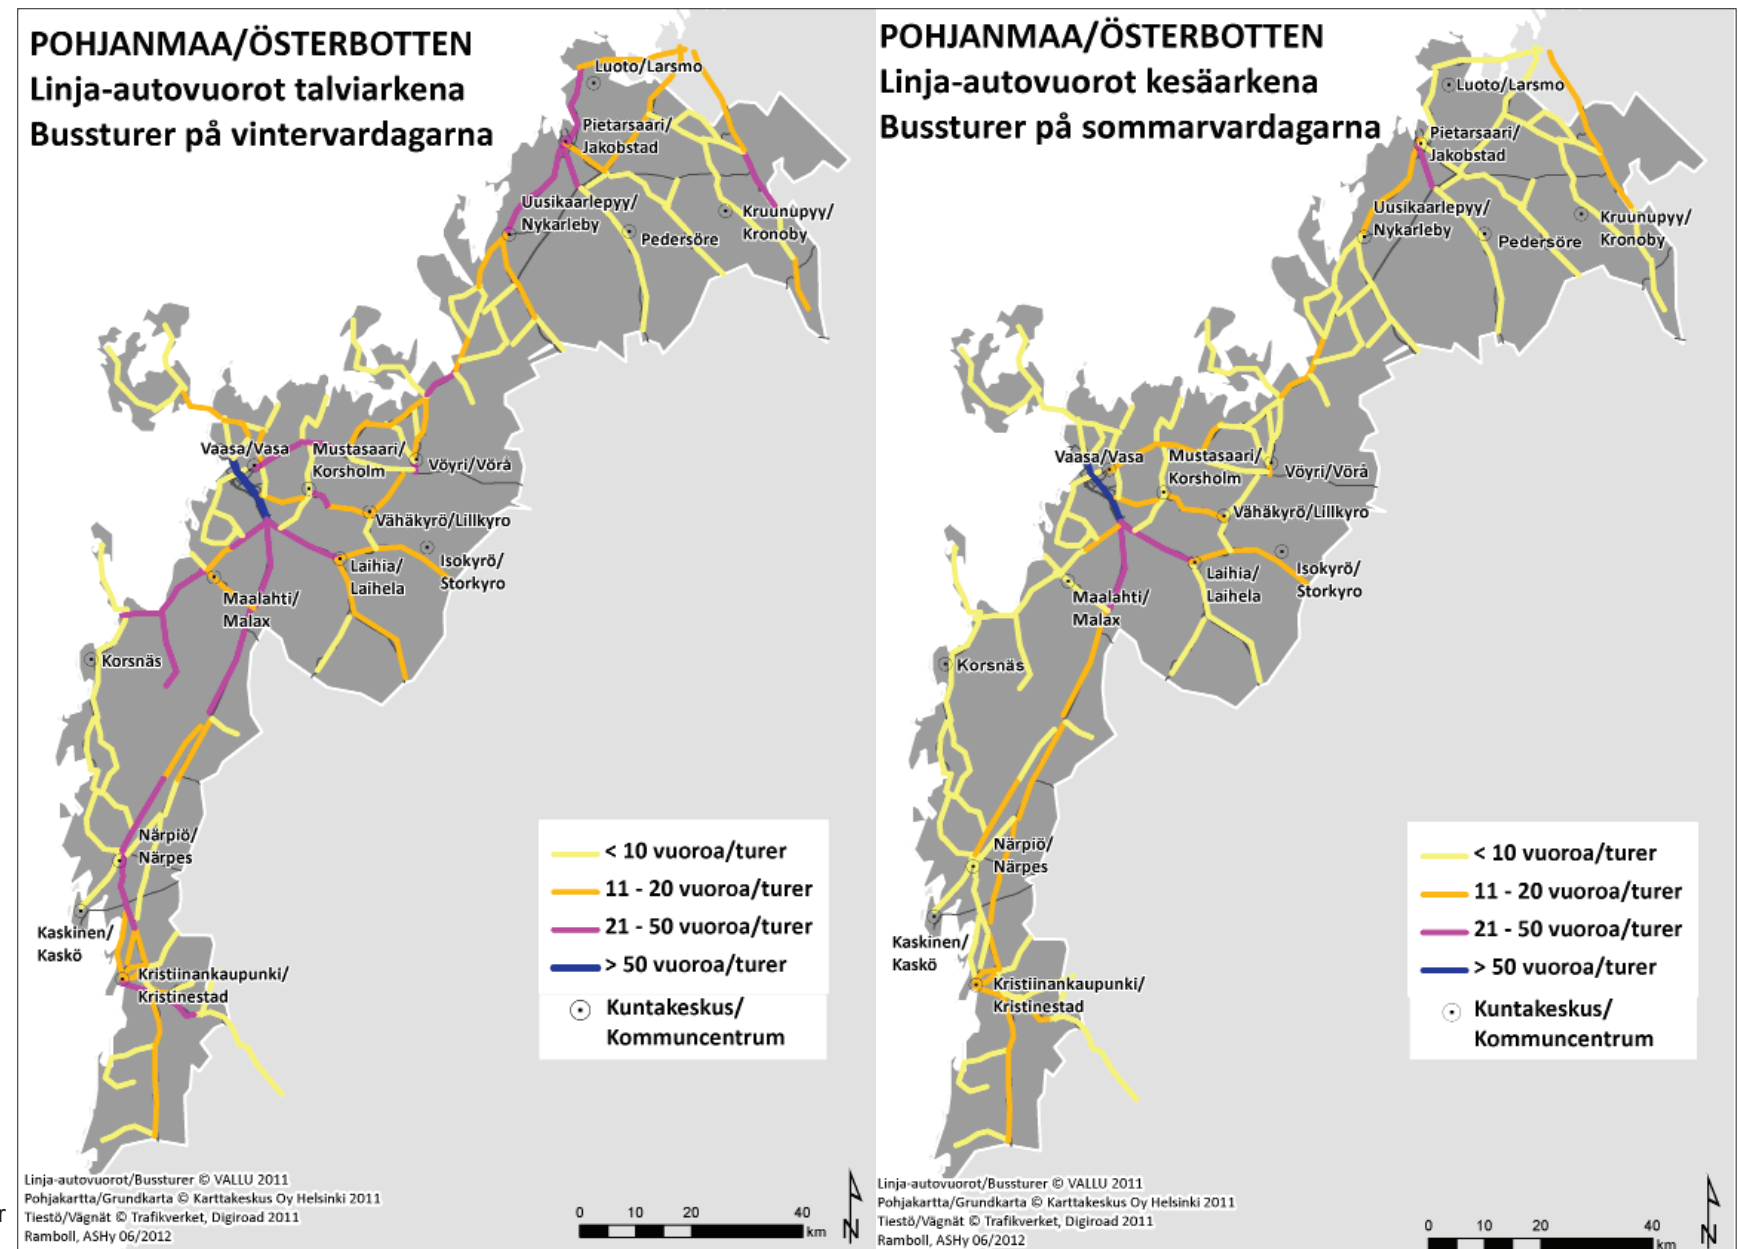 POHJANMAA/ÖSTERBOTTEN
Linja-autovuorot talviarkena
Bussturer på vintervardagarna
Luoto/Larsmo
Pietarsaari/
Jakobstad
Uusikaarlepyy/
Nykarleby
Kruunupyy/
Kronoby
Pedersöre
Vaasa/Vasa
Mustasaari/
Korsholm
Vöyri/Vörå
Vähäkyrö/Lillkyro
Isokyrö/
Storkyro
Laihia/
Laihela
Maalahti/
Malax
Korsnäs
Närpiö/
Närpes
Kaskinen/
Kaskö
Kristiinankaupunki/
Kristinestad
< 10 vuoroa/turer
11 - 20 vuoroa/turer
21 - 50 vuoroa/turer
> 50 vuoroa/turer
Kuntakeskus/
Kommuncentrum
r
Linja-autovuorot/Bussturer © VALLU 2011
Pohjakartta/Grundkarta © Karttakeskus Oy Helsinki 2011
Tiestö/Vägnät © Trafikverket, Digiroad 2011
Ramboll, ASHy 06/2012
0 10 20 40
km
N
POHJANMAA/ÖSTERBOTTEN
Linja-autovuorot kesäarkena
Bussturer på sommarvardagarna
Luoto/Larsmo
Pietarsaari/
Jakobstad
Uusikaarlepyy/
Nykarleby
Kruunupyy/
Kronoby
Pedersöre
Vaasa/Vasa
Mustasaari/
Korsholm
Vöyri/Vörå
Vähäkyrö/Lillkyro
Isokyrö/
Storkyro
Laihia/
Laihela
Maalahti/
Malax
Korsnäs
Närpiö/
Närpes
Kaskinen/
Kaskö
Kristiinankaupunki/
Kristinestad
< 10 vuoroa/turer
11 - 20 vuoroa/turer
21 - 50 vuoroa/turer
> 50 vuoroa/turer
Kuntakeskus/
Kommuncentrum
Linja-autovuorot/Bussturer © VALLU 2011
Pohjakartta/Grundkarta © Karttakeskus Oy Helsinki 2011
Tiestö/Vägnät © Trafikverket, Digiroad 2011
Ramboll, ASHy 06/2012
0 10 20 40
km
N